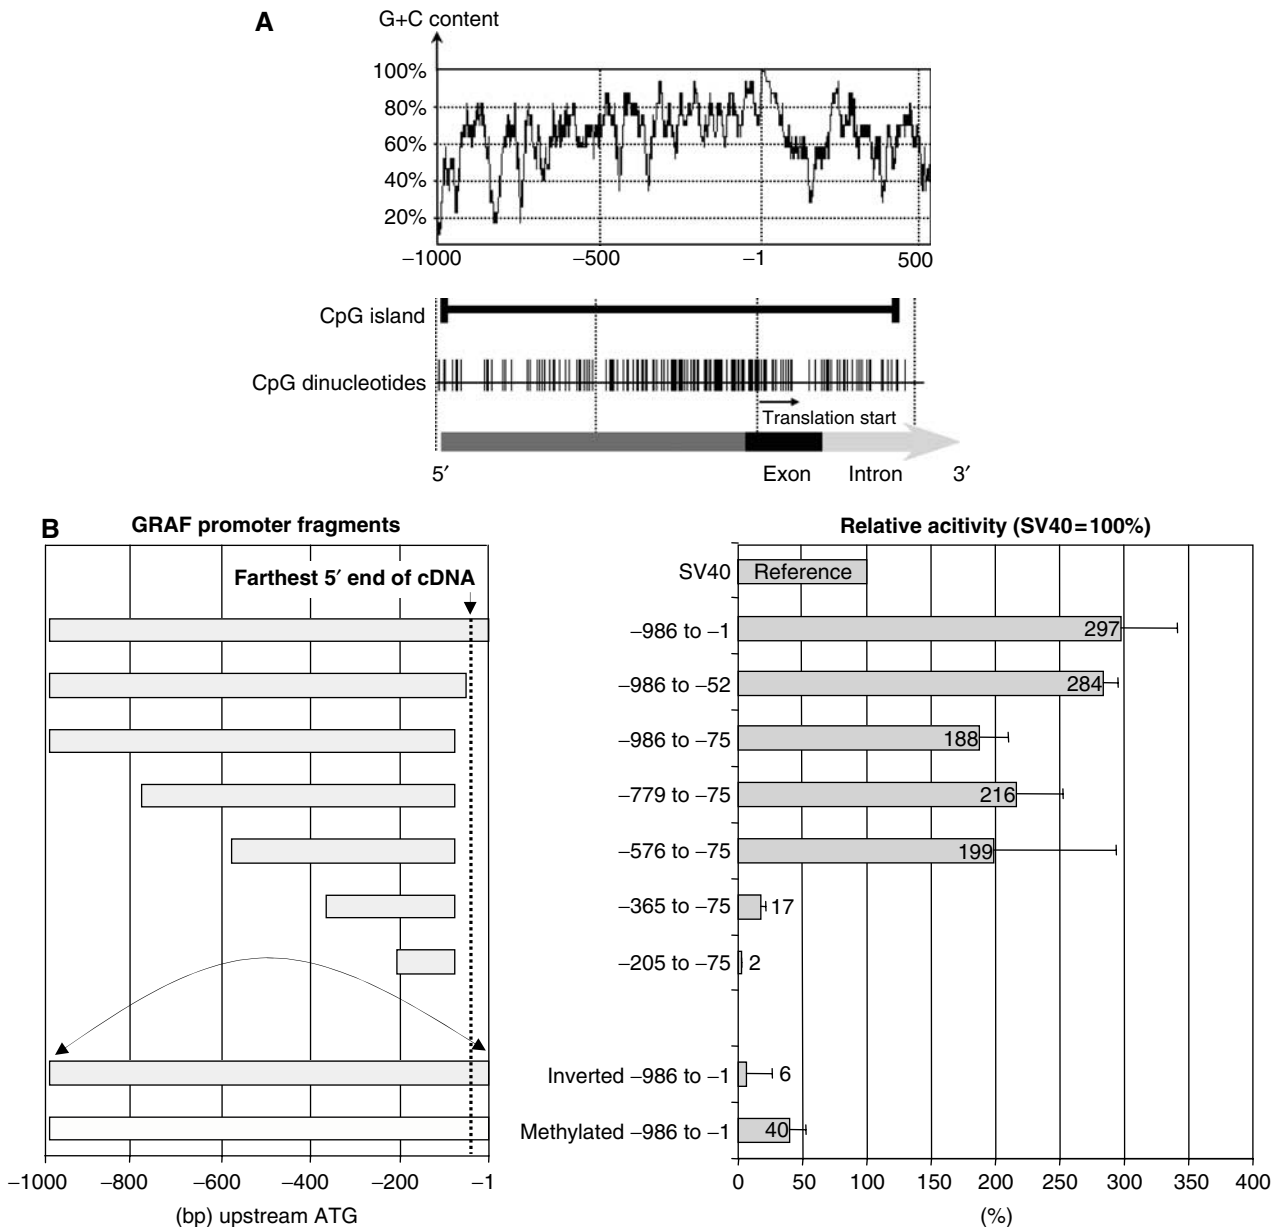 A
G+C content
100%
80%
60%
40%
20%
−1000
−500
−1
500
CpG island
CpG dinucleotides
Translation start
5′
Exon
Intron
3′
B
GRAF promoter fragments
Farthest 5′ end of cDNA
−1000
−800
−600
−400
−200
−1
(bp) upstream ATG
Relative acitivity (SV40=100%)
SV40
Reference
−986 to −1
297
−986 to −52
284
−986 to −75
188
−779 to −75
216
−576 to −75
199
−365 to −75
17
−205 to −75
2
Inverted −986 to −1
6
Methylated −986 to −1
40
0
50
100
150
200
250
300
350
400
(%)